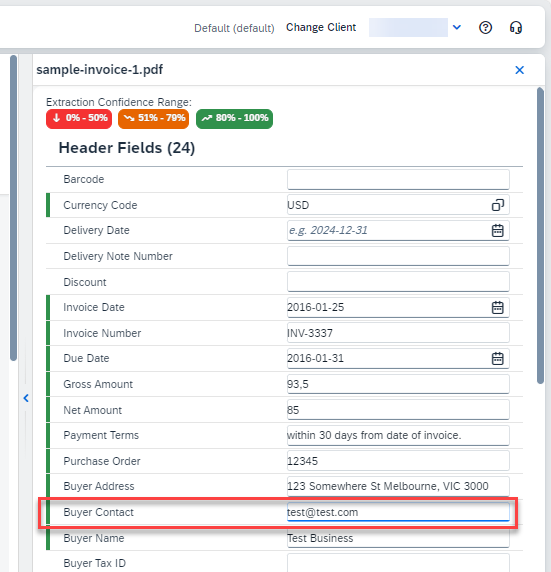 Default (default) Change Client
sample-invoice-1.pdf
Extraction Confidence Range:
0% - 50% 51% - 79% 80% - 100%
Header Fields (24)
Barcode
Currency Code USD
Delivery Date e.g. 2024-12-31
Delivery Note Number
Discount
Invoice Date 2016-01-25
Invoice Number INV-3337
Due Date 2016-01-31
Gross Amount 93,5
Net Amount 85
Payment Terms within 30 days from date of invoice.
Purchase Order 12345
Buyer Address 123 Somewhere St Melbourne, VIC 3000
Buyer Contact test@test.com
Buyer Name Test Business
Buyer Tax ID